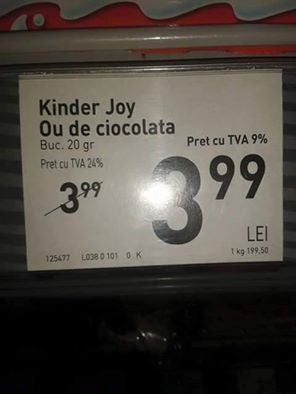 Kinder Joy
Ou de ciocolata
Buc. 20 gr
Pret cu TVA 9%
Pret cu TVA 24%
3,99
3 99
LEI
1 kg 199,50
125477 L038 0 101 0 K